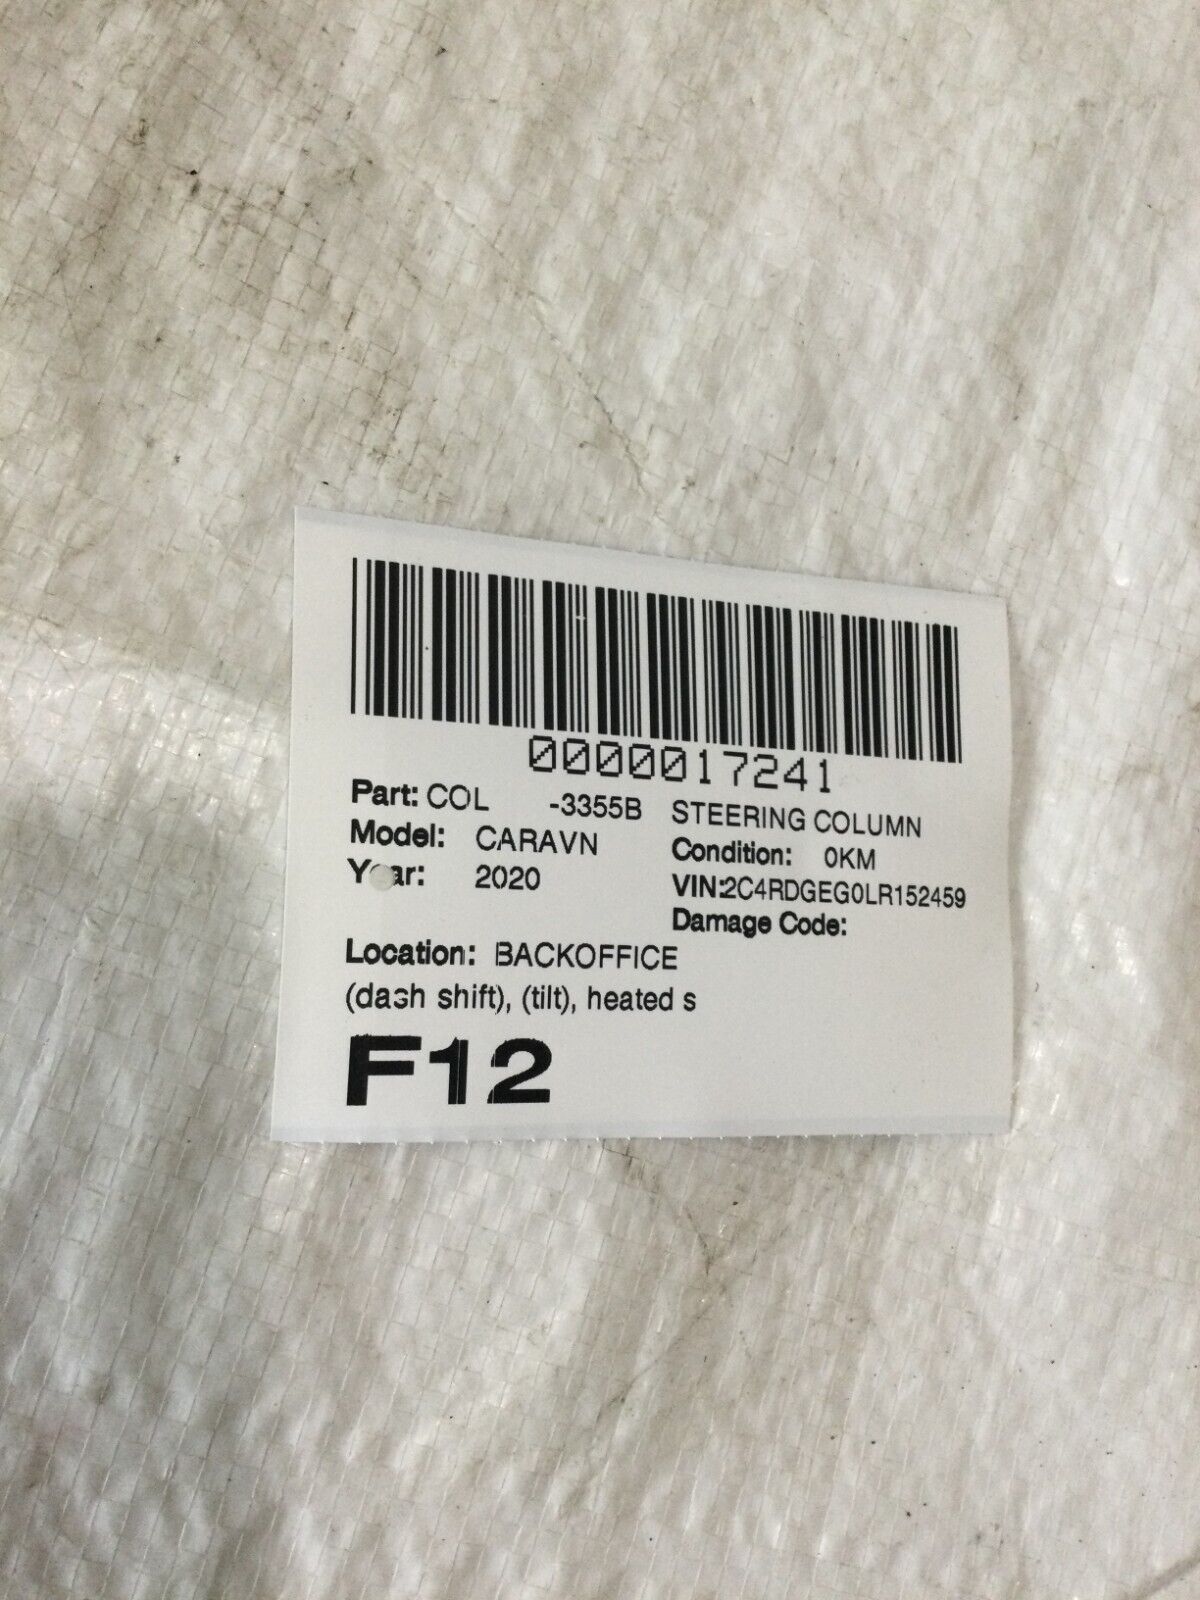 0000017241
Part: COL -3355B STEERING COLUMN
Model: CARAVN Condition: 0KM
Year: 2020 VIN:2C4RDGEG0LR152459
Damage Code:
Location: BACKOFFICE
(dash shift), (tilt), heated s
F12